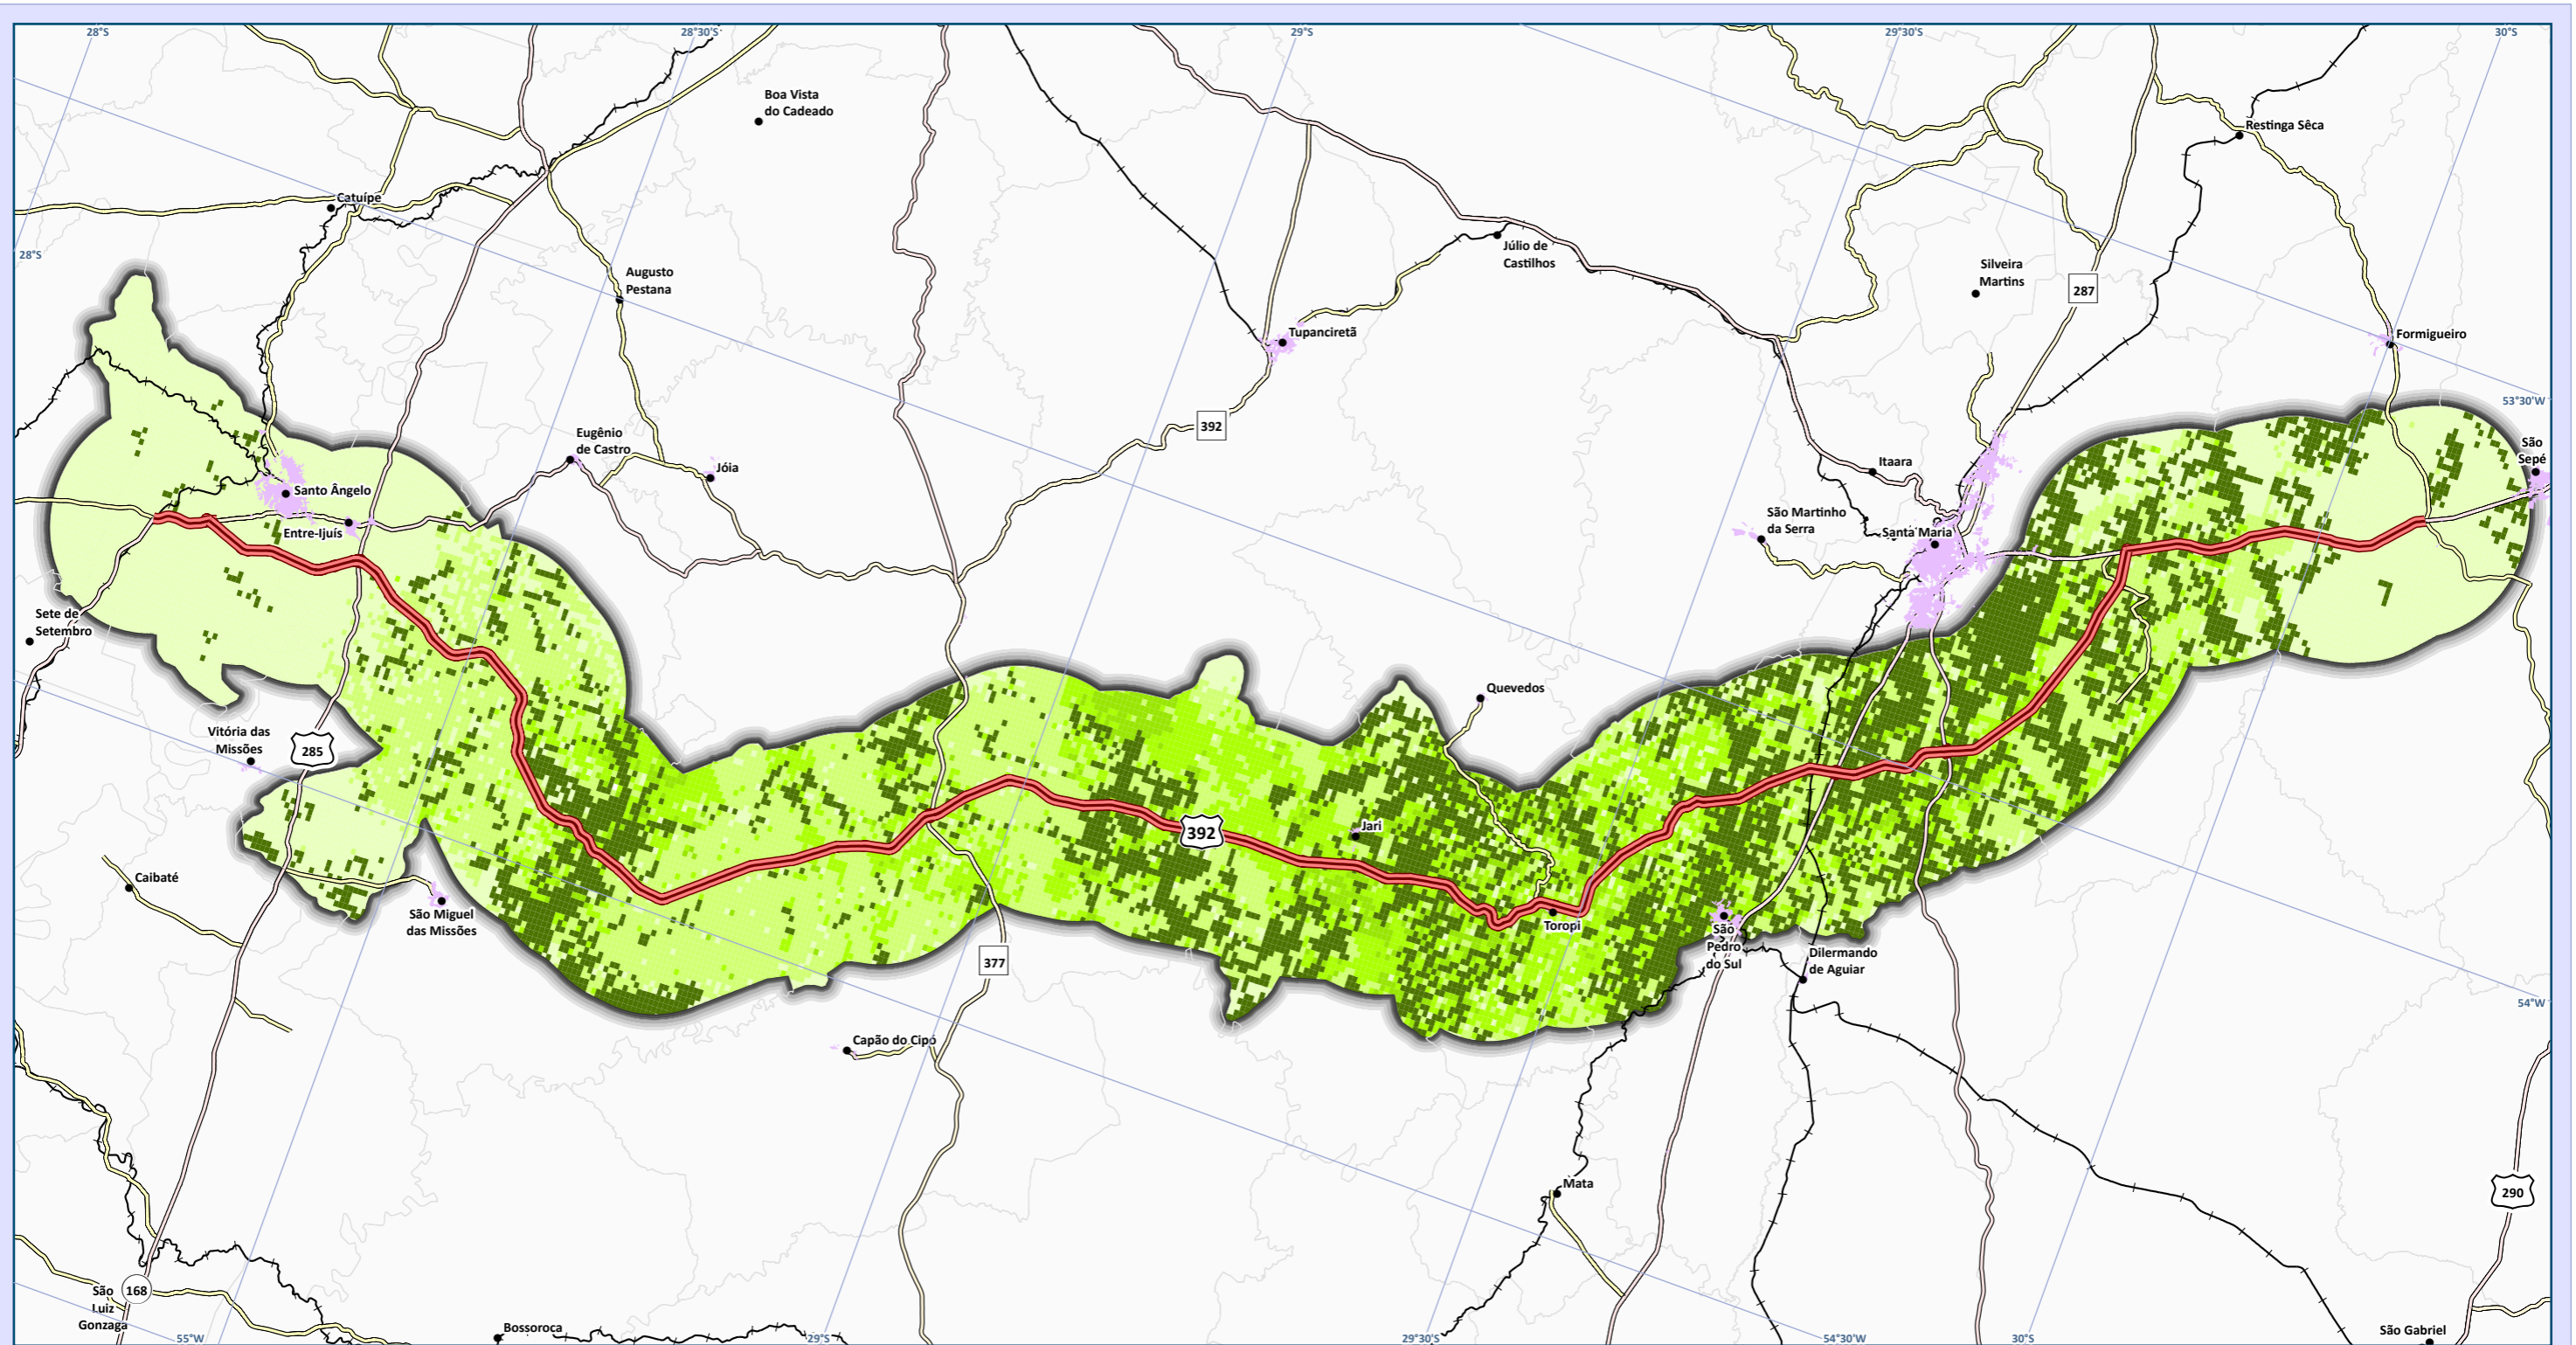 28°S
28°30'S
29°S
29°30'S
30°S
Boa Vista
do Cadeado
Restinga Sêca
Catuípe
Júlio de
Castilhos
28°S
Augusto
Pestana
Silveira
Martins
287
Tupanciretã
Formigueiro
53°30'W
392
Eugênio
de Castro
São
Sepé
Jóia
Itaara
Santo Ângelo
São Martinho
da Serra
Entre-Ijuís
Santa Maria
Sete de
Setembro
Quevedos
Vitória das
Missões
285
392
Jari
Caibaté
São Miguel
das Missões
Toropi
São
Pedro
do Sul
377
Dilermando
de Aguiar
54°W
Capão do Cipó
Mata
290
São
Luiz
Gonzaga
168
Bossoroca
São Gabriel
55°W
29°S
29°30'S
54°30'W
30°S